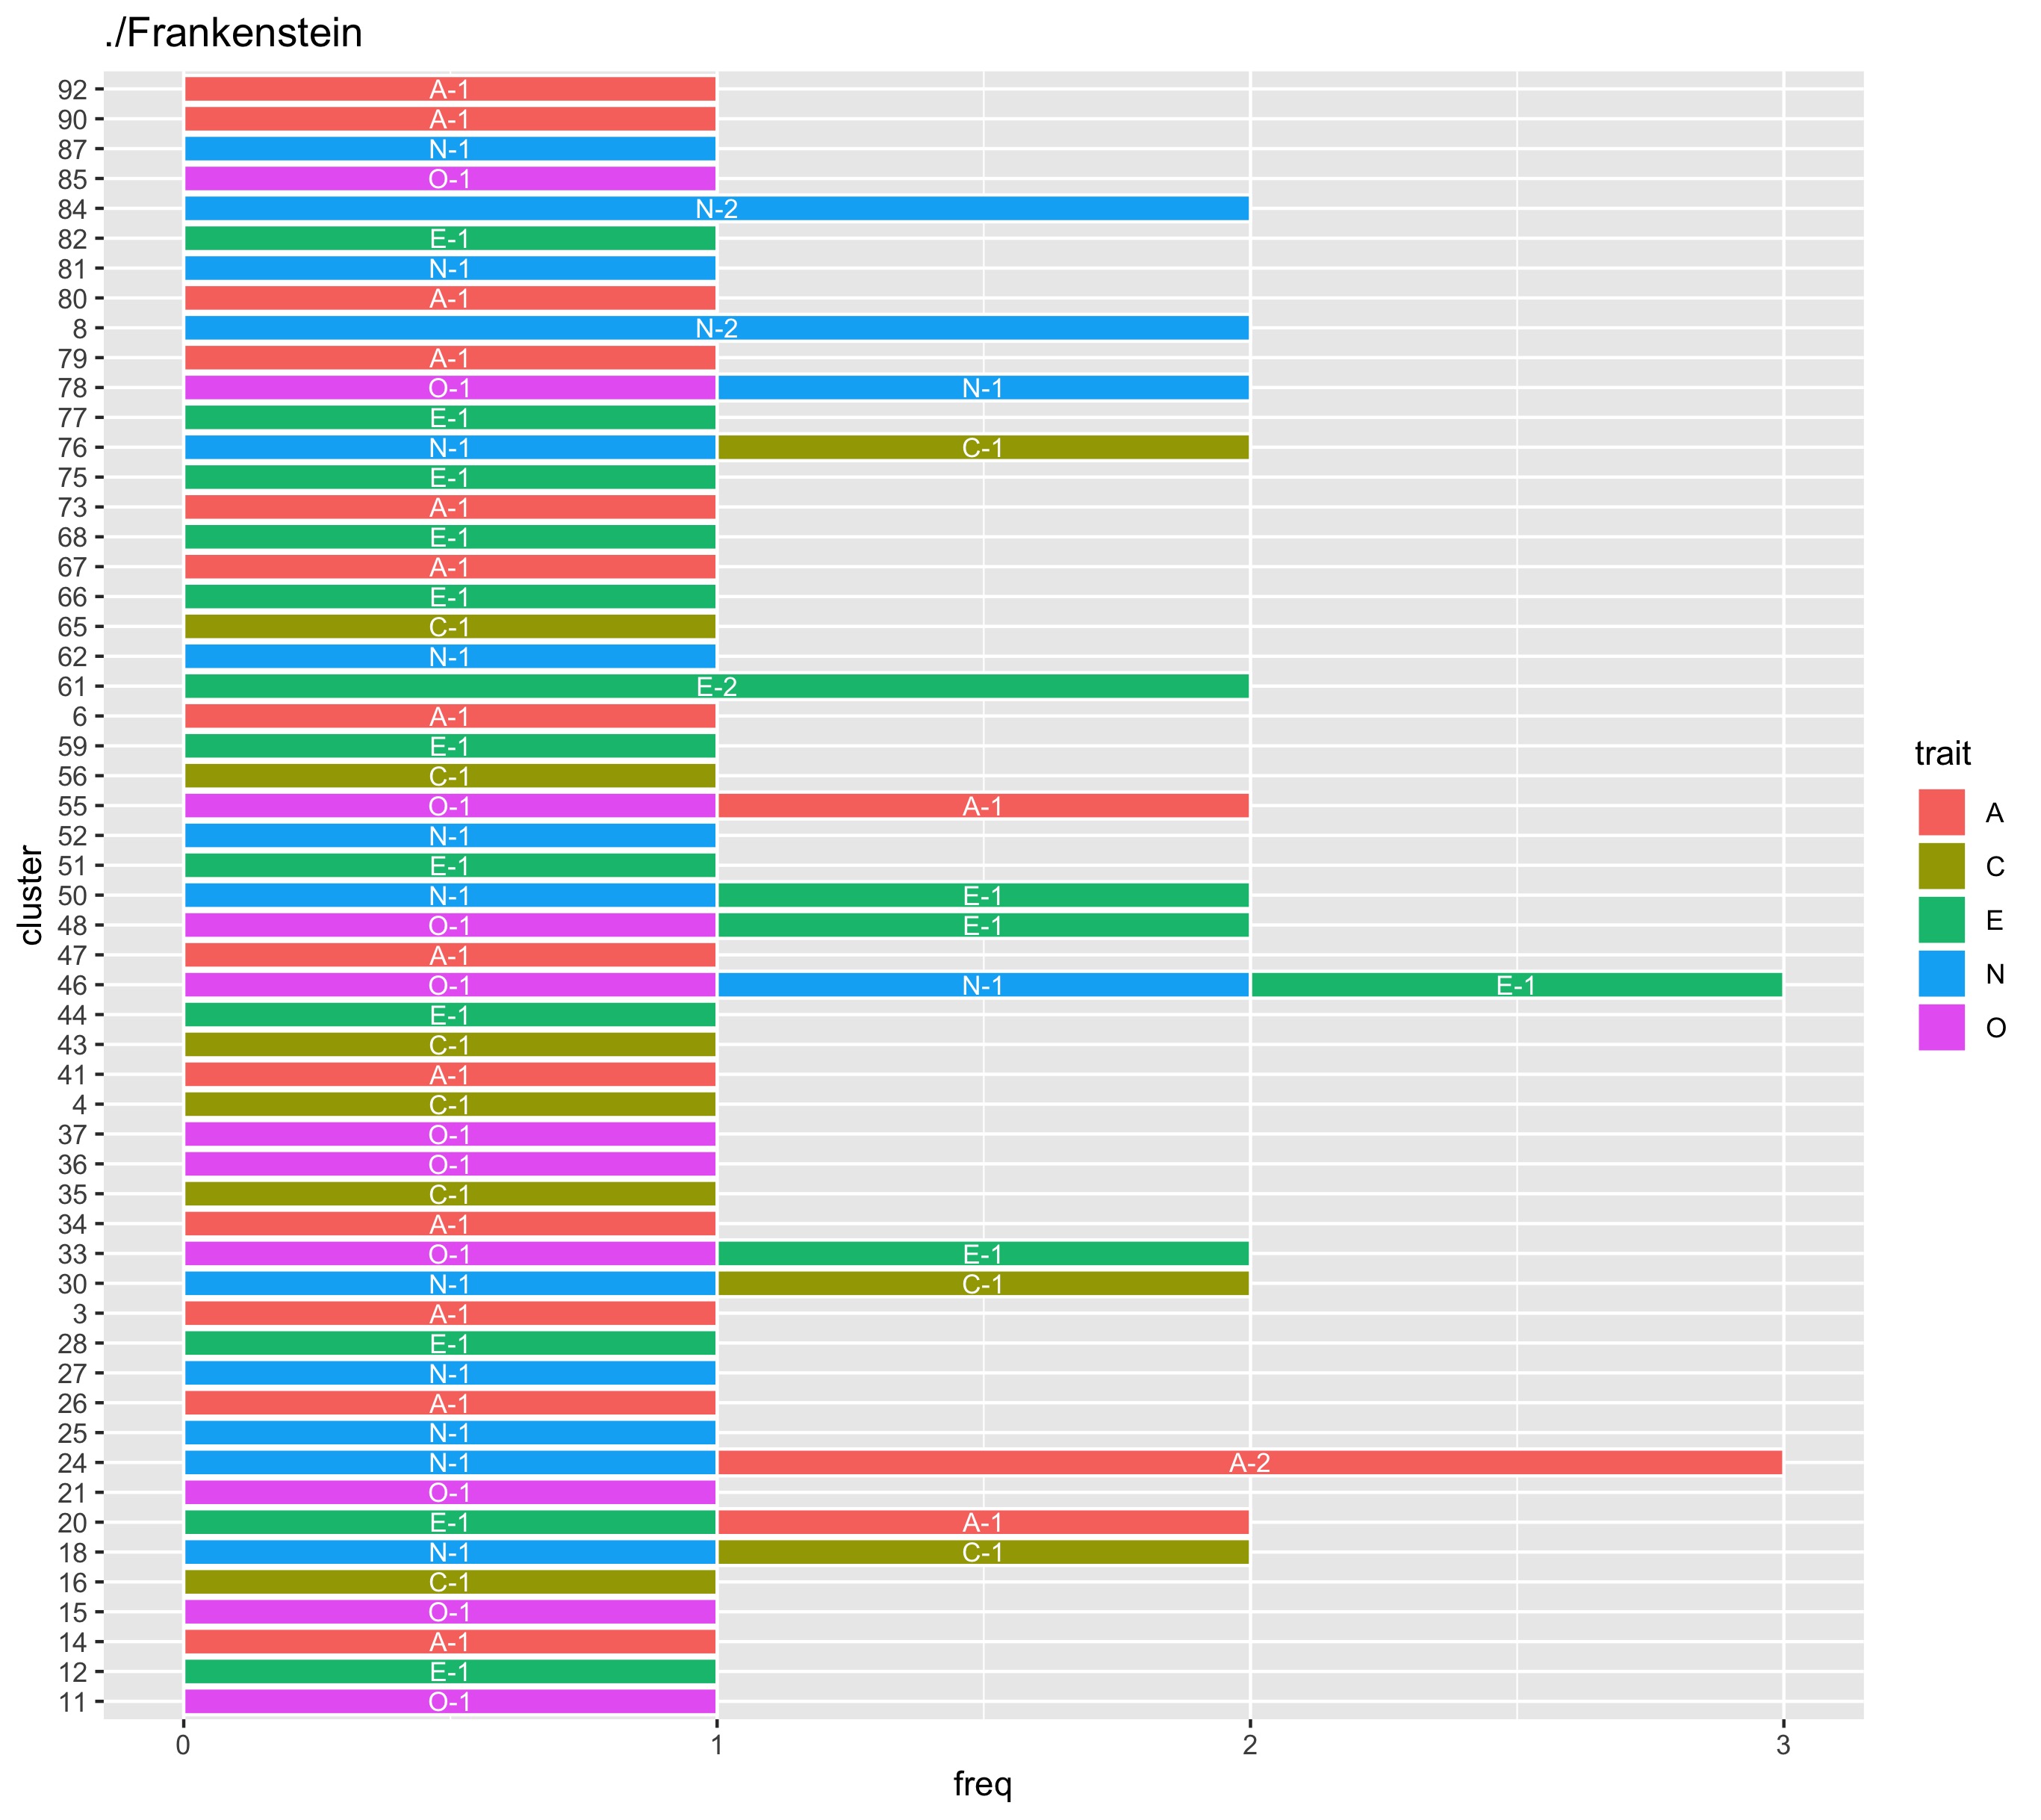 ./Frankenstein
92 A-1
90 A-1
87 N-1
85 O-1
84 N-2
82 E-1
81 N-1
80 A-1
8 N-2
79 A-1
78 O-1 N-1
77 E-1
76 N-1 C-1
75 E-1
73 A-1
68 E-1
67 A-1
66 E-1
65 C-1
62 N-1
61 E-2
6 A-1
59 E-1
56 C-1
55 O-1 A-1
52 N-1
51 E-1
50 N-1 E-1
48 O-1 E-1
47 A-1
46 O-1 N-1 E-1
44 E-1
43 C-1
41 A-1
4 C-1
37 O-1
36 O-1
35 C-1
34 A-1
33 O-1 E-1
30 N-1 C-1
3 A-1
28 E-1
27 N-1
26 A-1
25 N-1
24 N-1 A-2
21 O-1
20 E-1 A-1
18 N-1 C-1
16 C-1
15 O-1
14 A-1
12 E-1
11 O-1
0 1 2 3
freq
cluster
trait
A
C
E
N
O